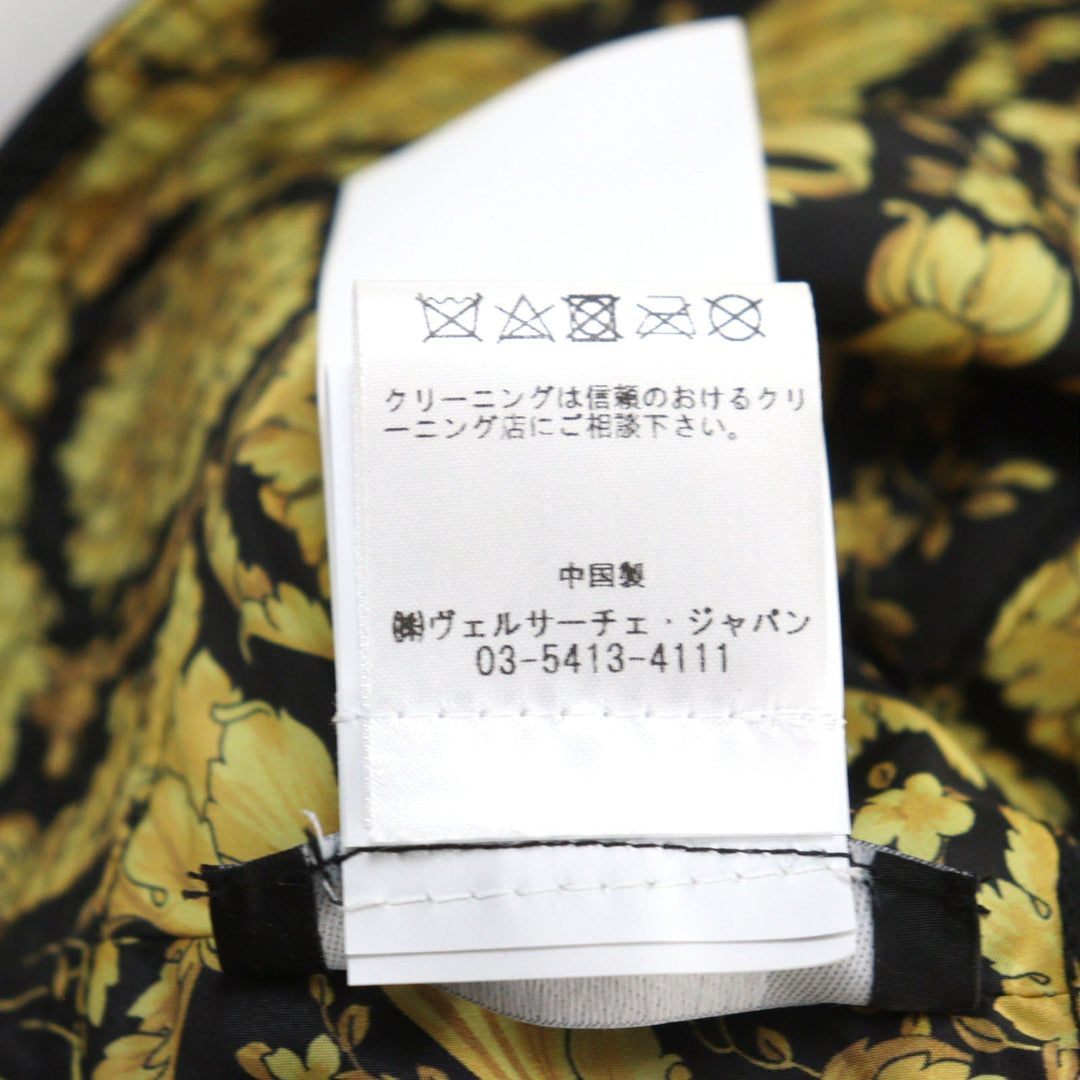 クリーニングは信頼のおけるクリ
ーニング店にご相談下さい。
中国製
㈱ヴェルサーチェ・ジャパン
03-5413-4111